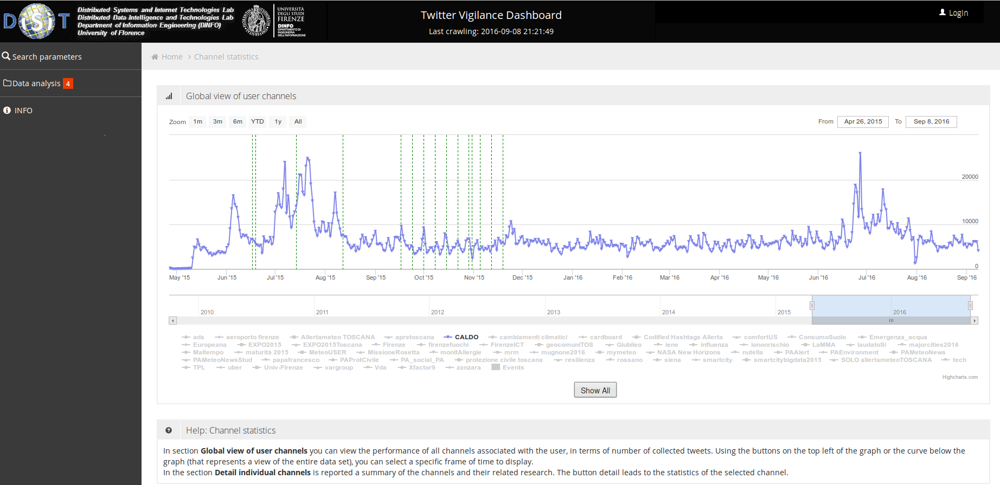 DISIT
Distributed Systems and Internet Technologies Lab
Distributed Data Intelligence and Technologies Lab
Department of Information Engineering (DINFO)
University of Florence
UNIVERSITÀ
DEGLI STUDI
FIRENZE
DINFO
DIPARTIMENTO DI
INGEGNERIA
DELL'INFORMAZIONE
Twitter Vigilance Dashboard
Last crawling: 2016-09-08 21:21:49
Login
Search parameters
Data analysis 4
INFO
Home > Channel statistics
Global view of user channels
Zoom 1m 3m 6m YTD 1y All
From Apr 26, 2015 To Sep 8, 2016
20000
10000
0
May '15 Jun '15 Jul '15 Aug '15 Sep '15 Oct '15 Nov '15 Dec '15 Jan '16 Feb '16 Mar '16 Apr '16 May '16 Jun '16 Jul '16 Aug '16 Sep '16
2010 2011 2012 2013 2014 2015 2016
ads aeroporto firenze Allertameteo TOSCANA apretoscana CALDO cambiamenti climatici cardboard Codified Hashtags Allerta comfortUS ConsumoSuolo Emergenza_acqua
Europeana EXPO2015 EXPO2015Toscana Firenze firenzefuochi FirenzeICT geocomuniTOS Giubileo iene influenza iononrischio LaMMA laudatoSi majorcities2016
Maltempo maturità 2015 MeteoUSER MissioneRosetta monitAllergie mrm mugnone2016 mymeteo NASA New Horizons nutella PAAlert PAEnvironment PAMeteoNews
PAMeteoNewsStud papafrancesco PAProtCivile PA_social_PA protezione civile toscana resilienza rossano siena smartcity smartcitybigdata2015 SOLO allertameteoTOSCANA tech
TPL uber Univ-Firenze vargroup Vda Xfactor9 zanzara Events
Highcharts.com
Show All
Help: Channel statistics
In section Global view of user channels you can view the performance of all channels associated with the user, in terms of number of collected tweets. Using the buttons on the top left of the graph or the curve below the
graph (that represents a view of the entire data set), you can select a specific frame of time to display.
In the section Detail individual channels is reported a summary of the channels and their related research. The button detail leads to the statistics of the selected channel.